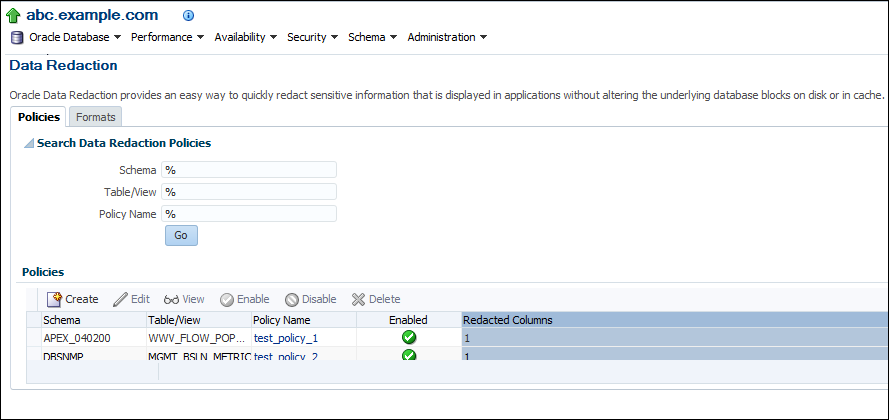 abc.example.com
Oracle Database Performance Availability Security Schema Administration
Data Redaction
Oracle Data Redaction provides an easy way to quickly redact sensitive information that is displayed in applications without altering the underlying database blocks on disk or in cache.
Policies Formats
Search Data Redaction Policies
Schema %
Table/View %
Policy Name %
Go
Policies
Create Edit View Enable Disable Delete
Schema Table/View Policy Name Enabled Redacted Columns
APEX_040200 WWV_FLOW_POP... test_policy_1 1
DBSNMP MGMT_BSLN_METRIC test_policy_2 1